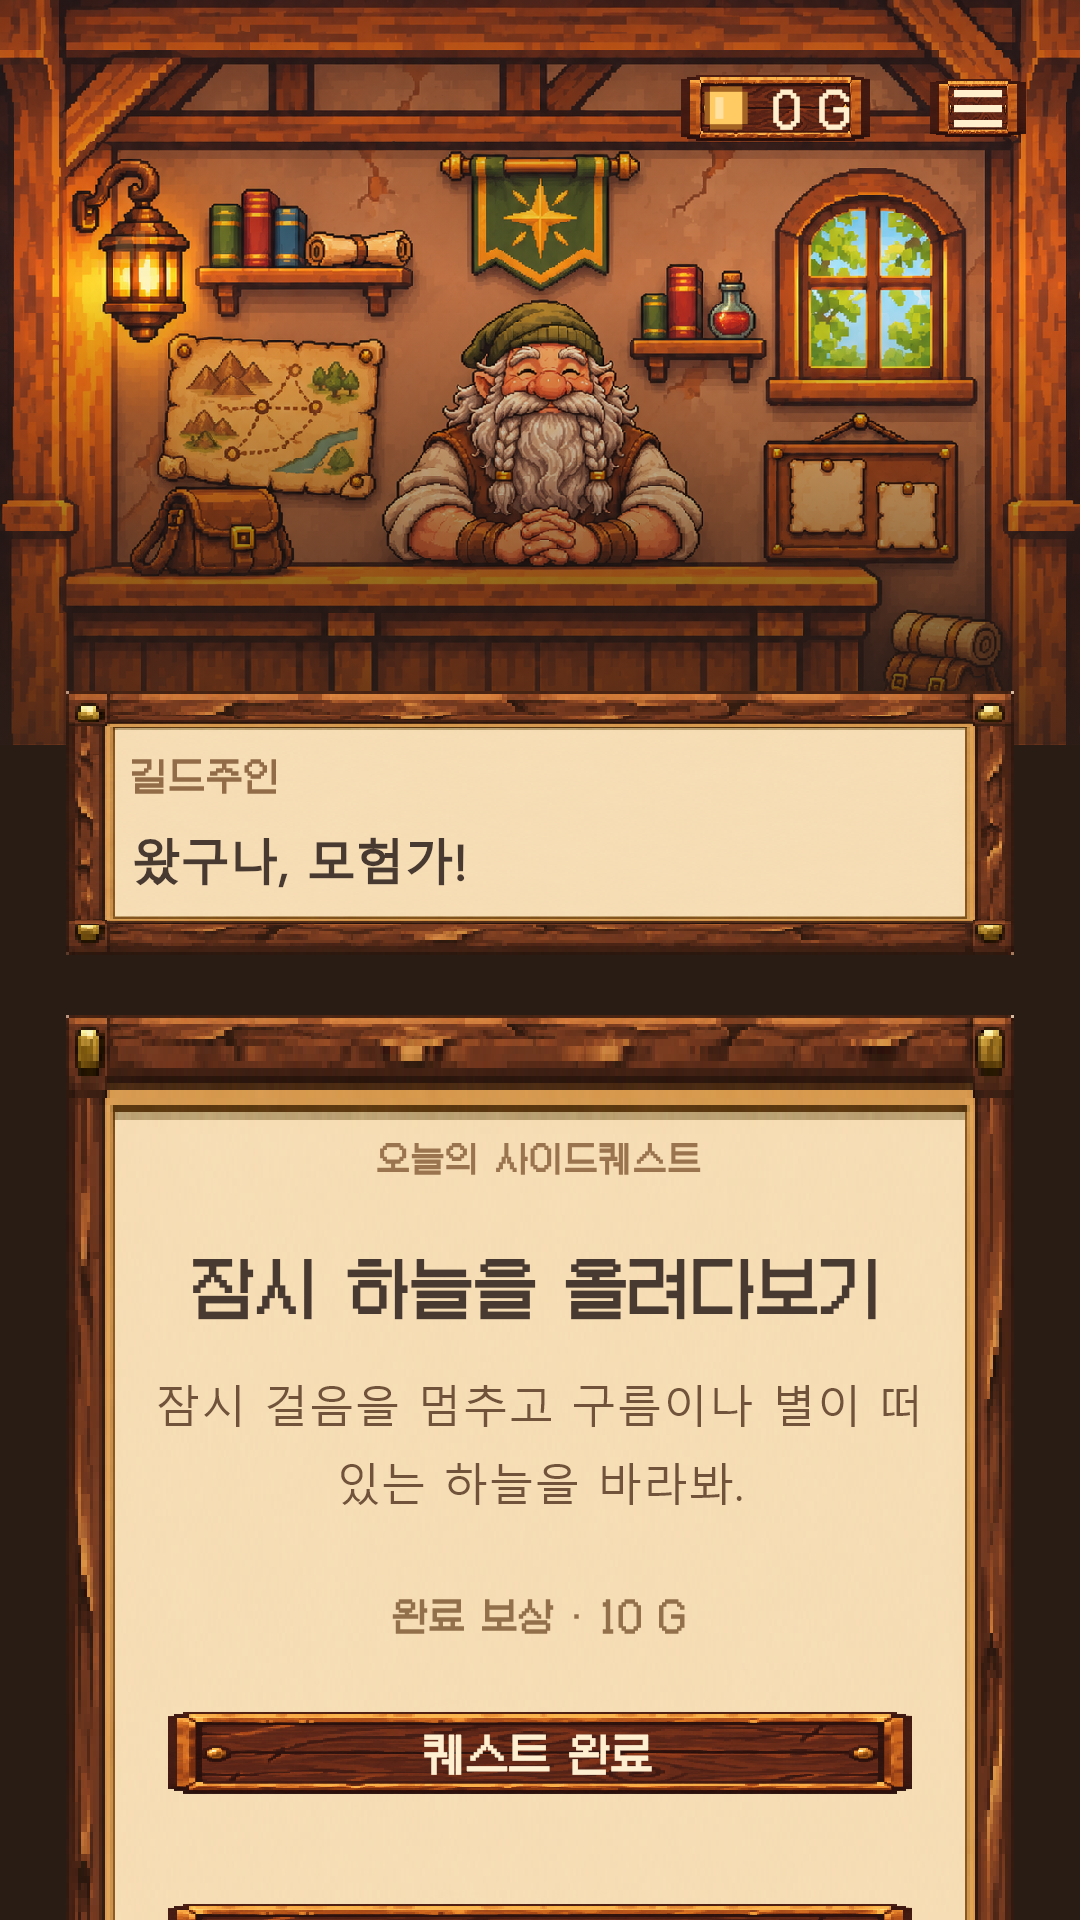 0 G
길드주인
왔구나, 모험가!
오늘의 사이드퀘스트
잠시 하늘을 올려다보기
잠시 걸음을 멈추고 구름이나 별이 떠
있는 하늘을 바라봐.
완료 보상 · 10 G
퀘스트 완료